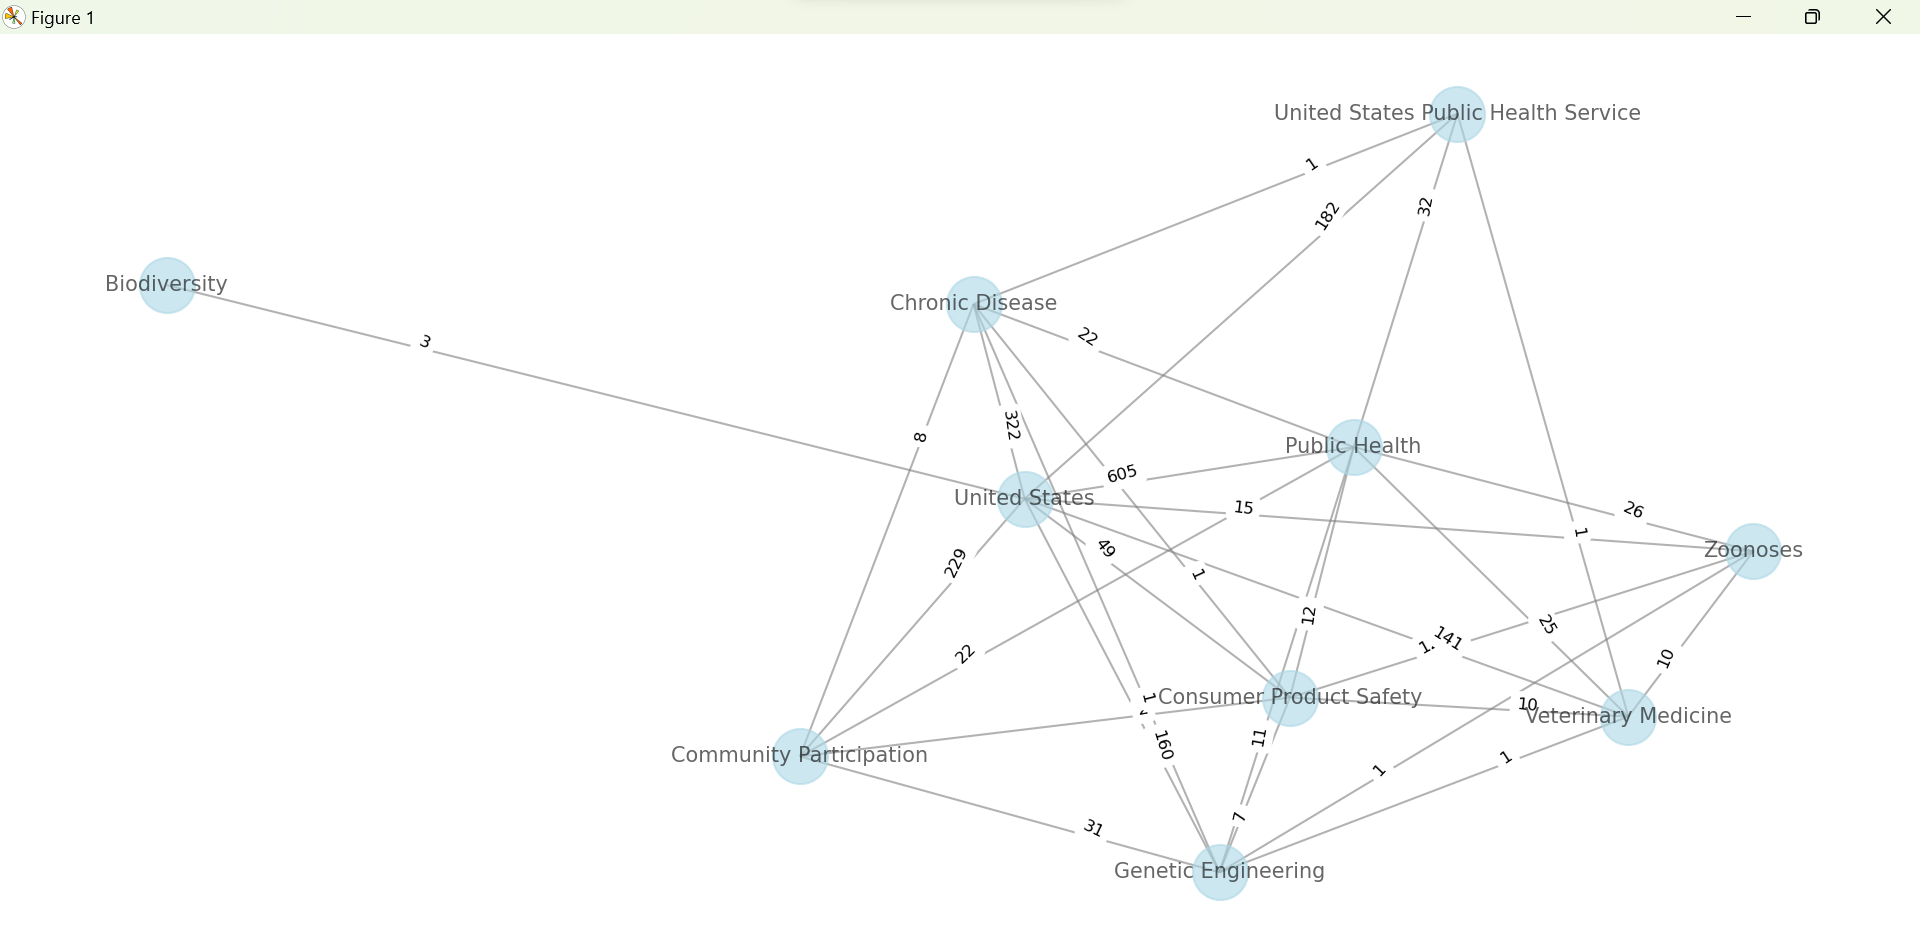 Figure 1
United States Public Health Service
1
182
32
Biodiversity
Chronic Disease
3
22
8
322
Public Health
605
United States
15
26
1
49
Zoonoses
229
1
12
25
141
22
10
1
Consumer Product Safety
10
Veterinary Medicine
160
11
Community Participation
1
1
31
7
Genetic Engineering